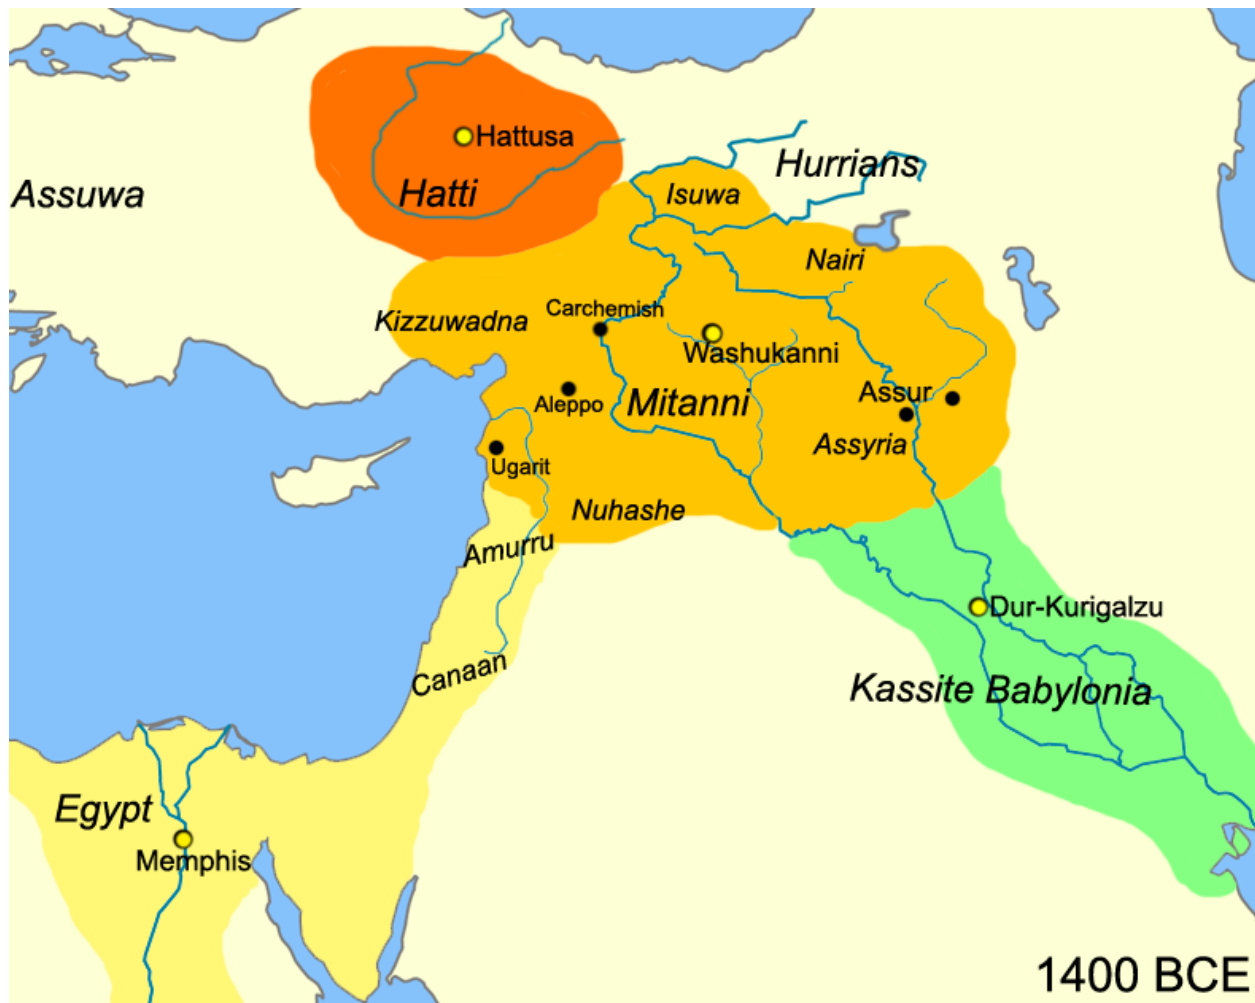 Hattusa
Hurrians
Assuwa
Hatti
Isuwa
Nairi
Carchemish
Kizzuwadna
Washukanni
Assur
Aleppo
Mitanni
Assyria
Ugarit
Nuhashe
Amurru
Dur-Kurigalzu
Canaan
Kassite Babylonia
Egypt
Memphis
1400 BCE